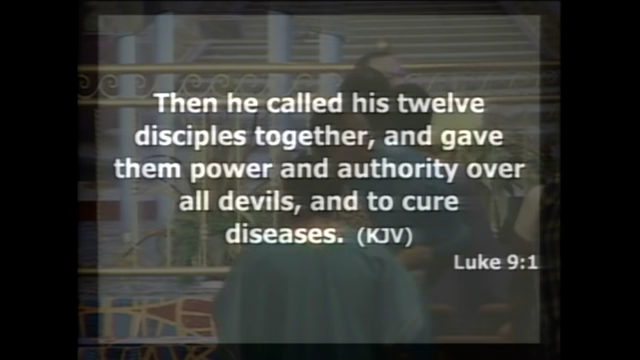 Then he called his twelve
disciples together, and gave
them power and authority over
all devils, and to cure
diseases. (KJV)
Luke 9:1